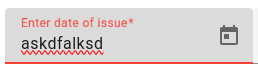 Enter date of issue*
askdfalksd